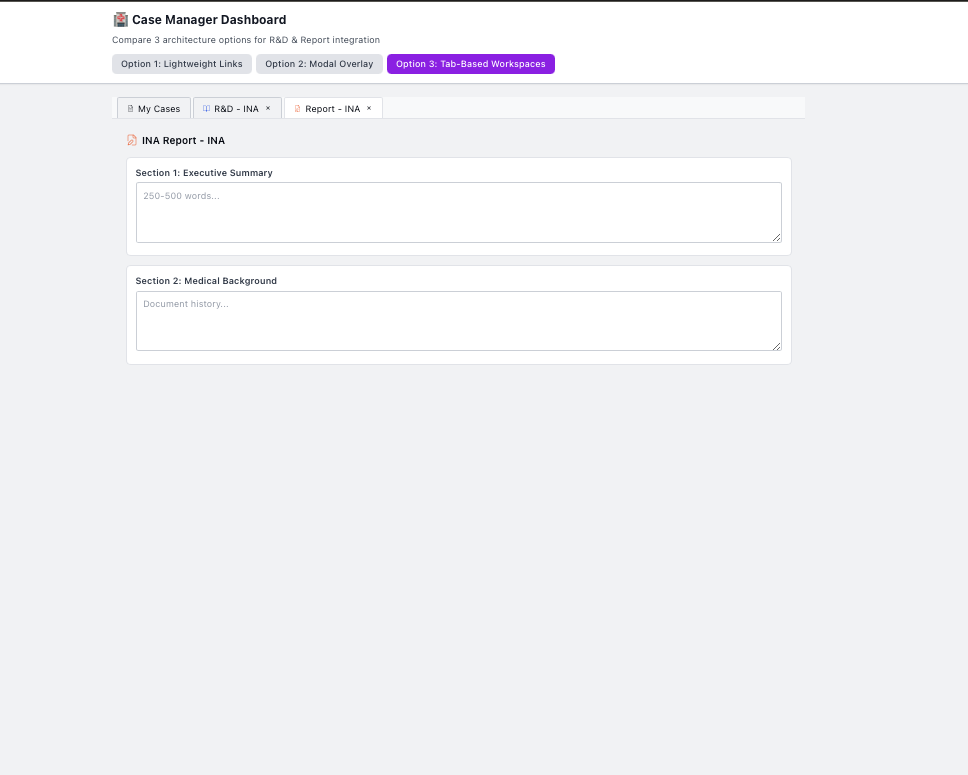 Case Manager Dashboard
Compare 3 architecture options for R&D & Report integration
Option 1: Lightweight Links Option 2: Modal Overlay Option 3: Tab-Based Workspaces
My Cases R&D - INA × Report - INA ×
INA Report - INA
Section 1: Executive Summary
250-500 words...
Section 2: Medical Background
Document history...